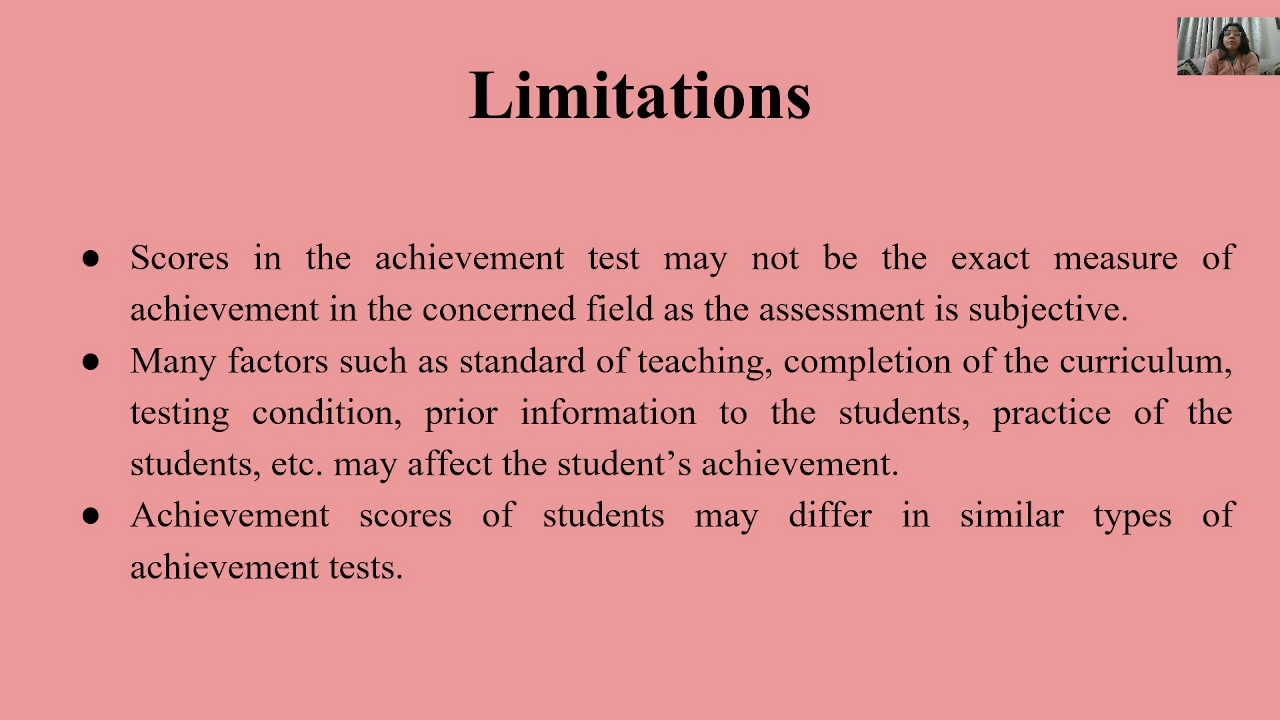 Limitations
● Scores in the achievement test may not be the exact measure of
achievement in the concerned field as the assessment is subjective.
● Many factors such as standard of teaching, completion of the curriculum,
testing condition, prior information to the students, practice of the
students, etc. may affect the student’s achievement.
● Achievement scores of students may differ in similar types of
achievement tests.